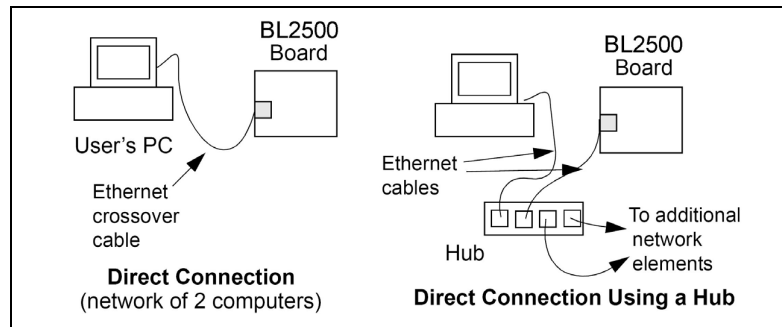 BL2500
Board
User's PC
Ethernet
crossover
cable
Direct Connection
(network of 2 computers)
BL2500
Board
Ethernet
cables
Hub
To additional
network
elements
Direct Connection Using a Hub